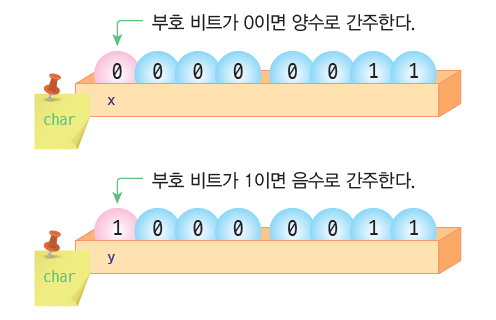 부호 비트가 0이면 양수로 간주한다.
0 0 0 0 0 0 1 1
char x
부호 비트가 1이면 음수로 간주한다.
1 0 0 0 0 0 1 1
char y